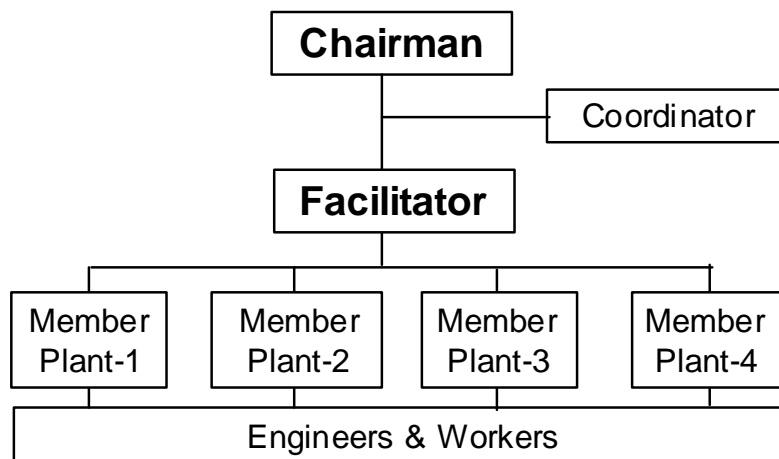 Chairman
Coordinator
Facilitator
Member
Plant-1
Member
Plant-2
Member
Plant-3
Member
Plant-4
Engineers & Workers